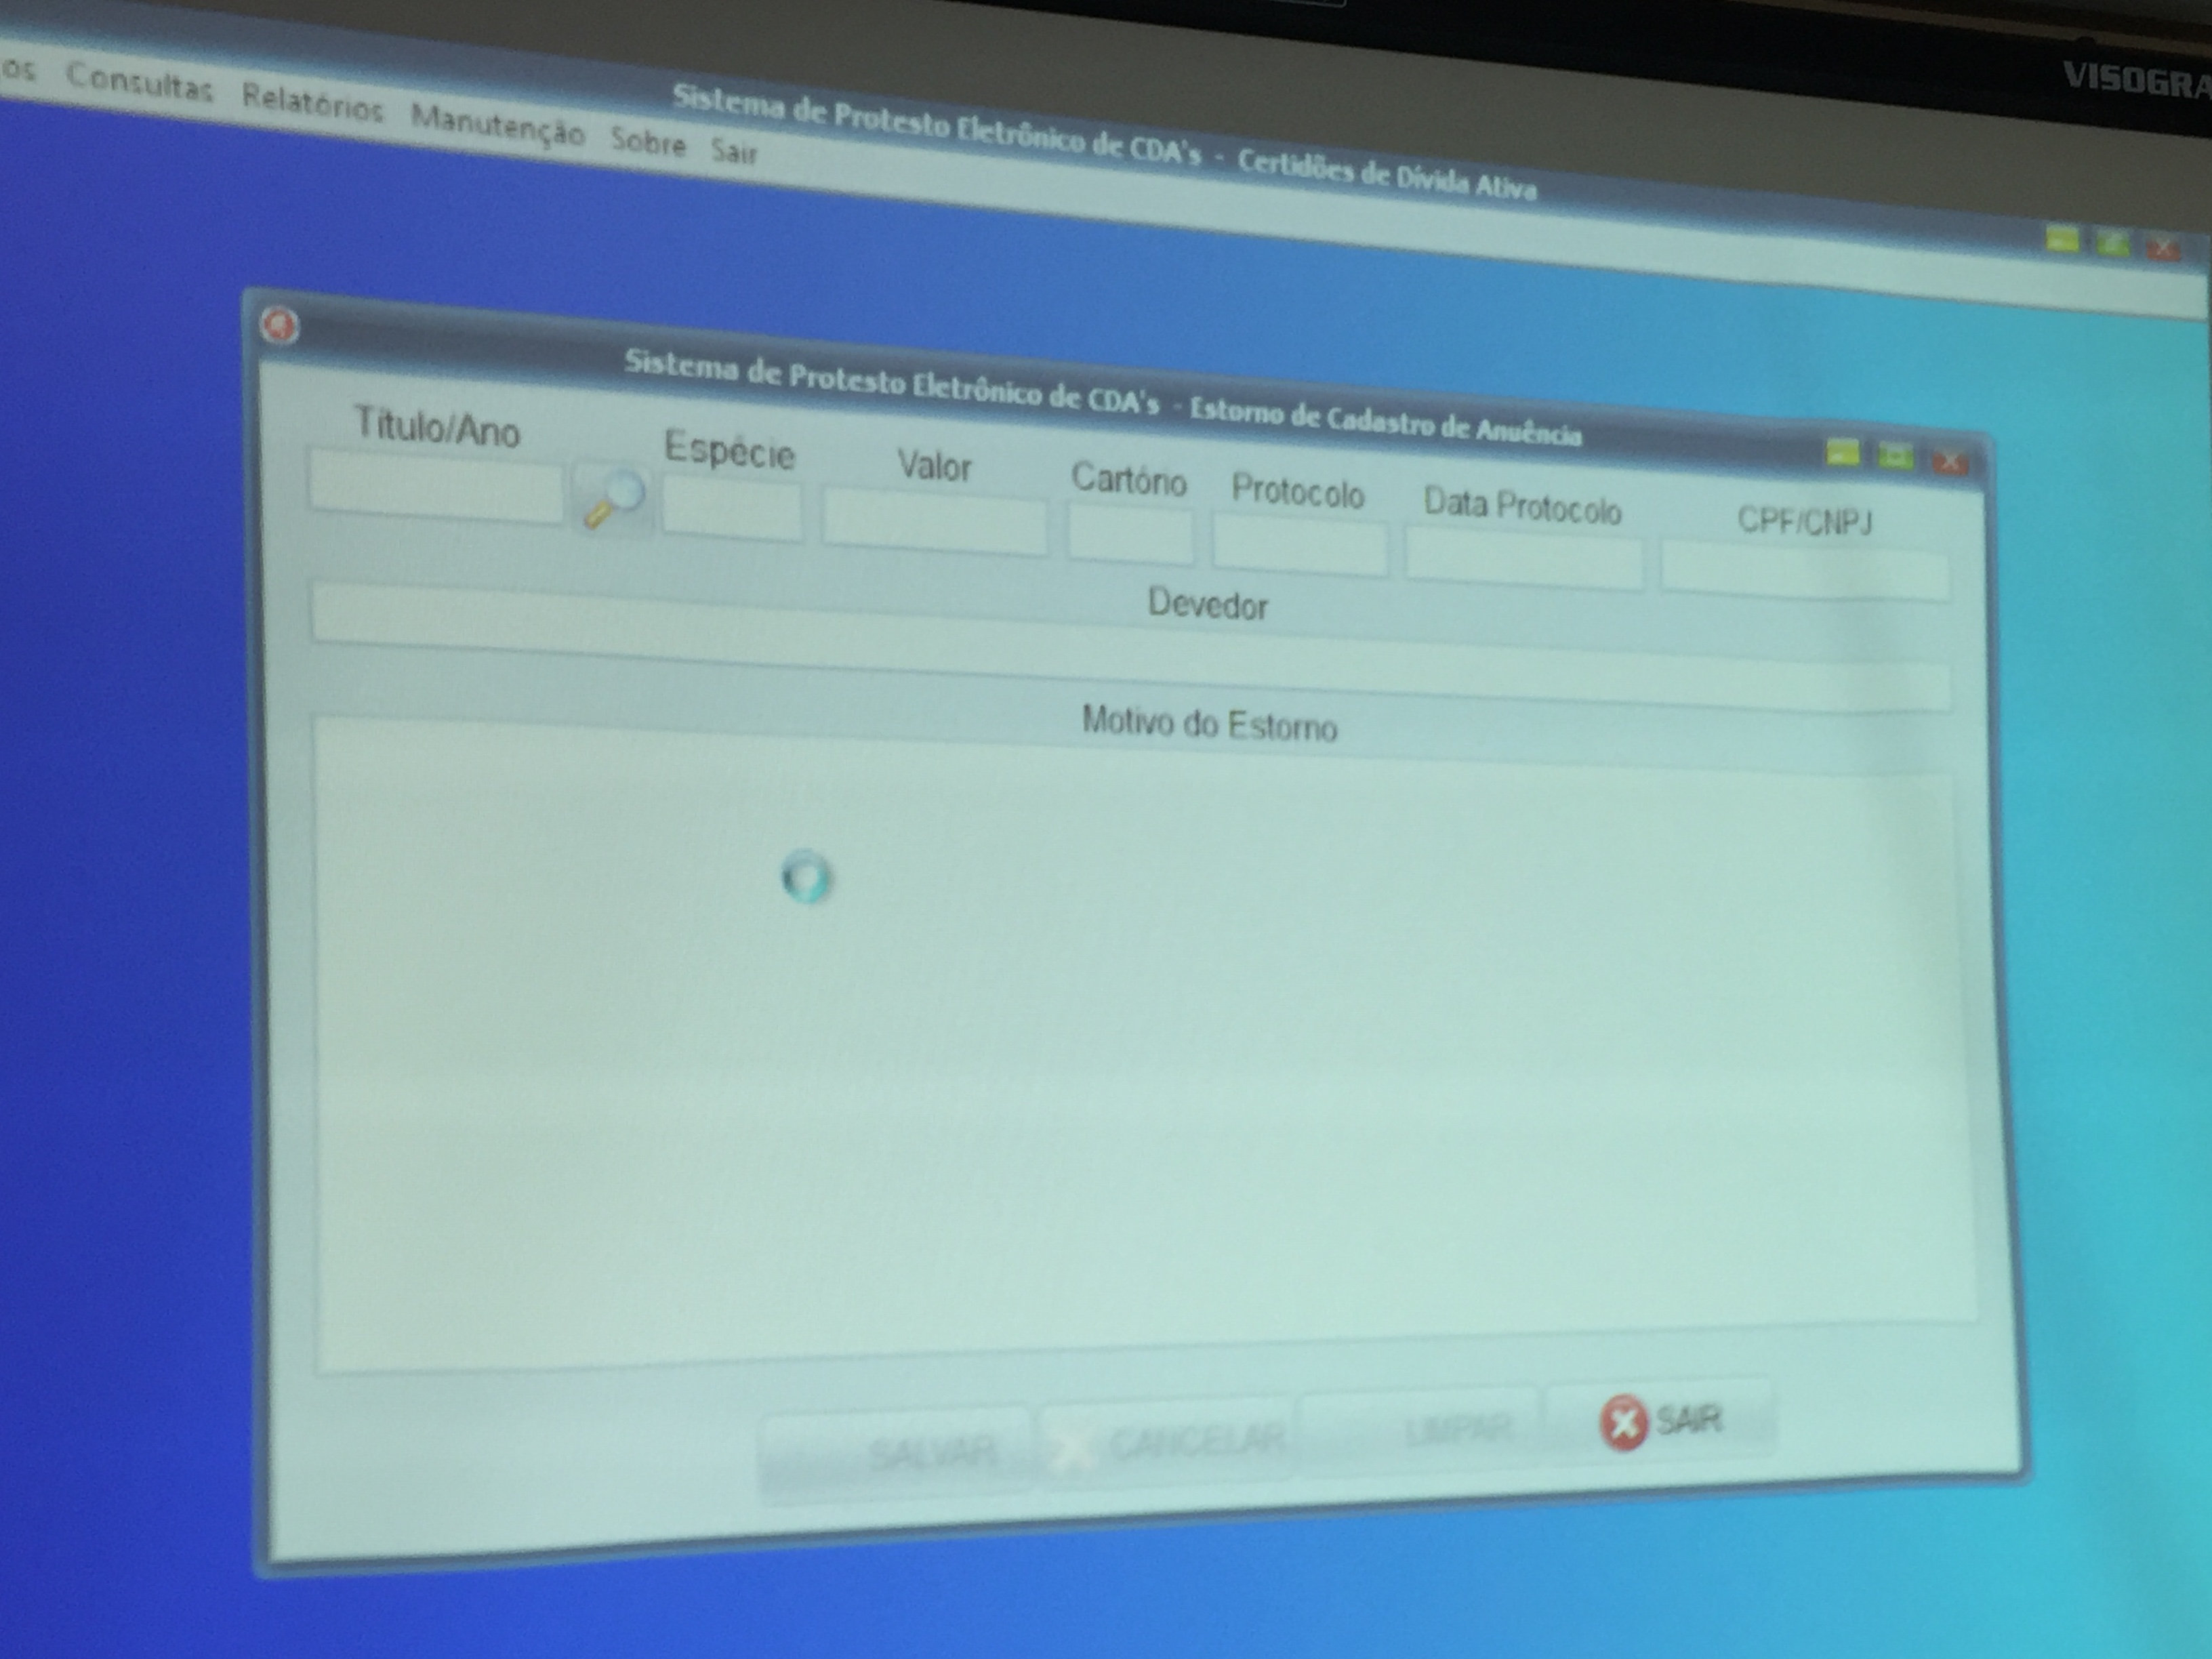 VISOGRA
Sistema de Protesto Eletrônico de CDA's - Certidões de Dívida Ativa
os Consultas Relatórios Manutenção Sobre Sair
Sistema de Protesto Eletrônico de CDA's - Estorno de Cadastro de Anuência
Título/Ano Espécie Valor Cartório Protocolo Data Protocolo CPF/CNPJ
Devedor
Motivo do Estorno
SALVAR CANCELAR LIMPAR SAIR